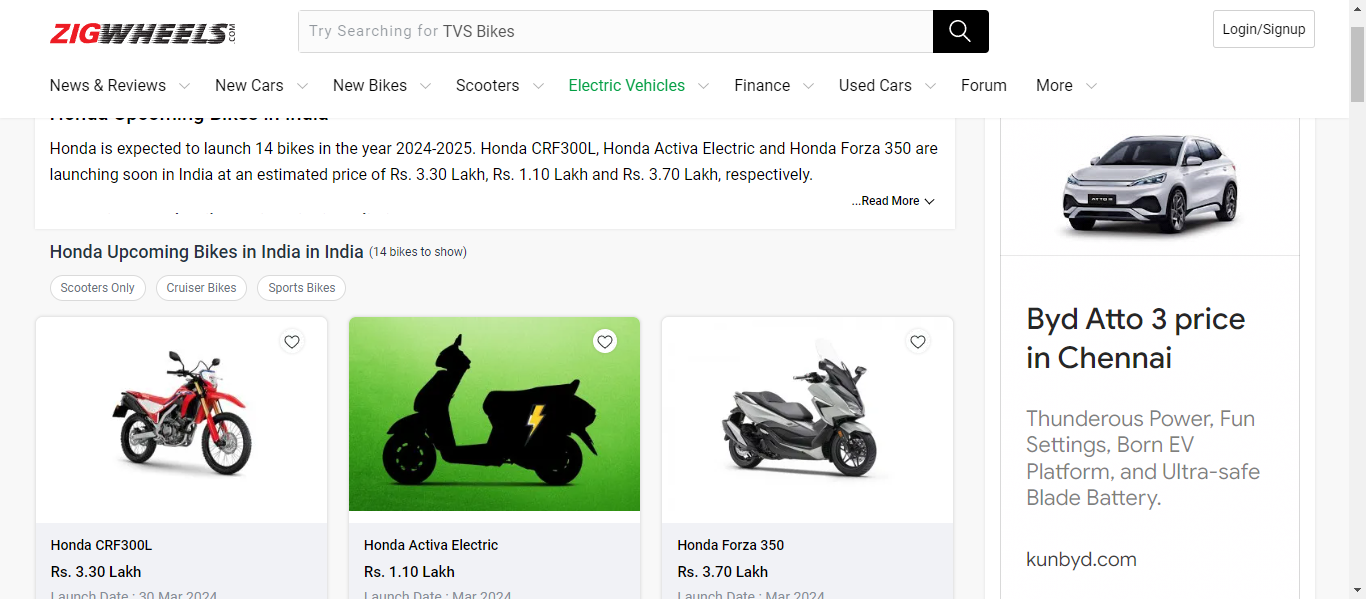 ZIGWHEELS.COM
Try Searching for TVS Bikes
Login/Signup
News & Reviews
New Cars
New Bikes
Scooters
Electric Vehicles
Finance
Used Cars
Forum
More
Honda Upcoming Bikes in India
Honda is expected to launch 14 bikes in the year 2024-2025. Honda CRF300L, Honda Activa Electric and Honda Forza 350 are
launching soon in India at an estimated price of Rs. 3.30 Lakh, Rs. 1.10 Lakh and Rs. 3.70 Lakh, respectively.
...Read More
Honda Upcoming Bikes in India in India (14 bikes to show)
Scooters Only
Cruiser Bikes
Sports Bikes
Honda CRF300L
Rs. 3.30 Lakh
Launch Date : 30 Mar 2024
Honda Activa Electric
Rs. 1.10 Lakh
Launch Date : Mar 2024
Honda Forza 350
Rs. 3.70 Lakh
Launch Date : Mar 2024
ATTO 3
Byd Atto 3 price
in Chennai
Thunderous Power, Fun
Settings, Born EV
Platform, and Ultra-safe
Blade Battery.
kunbyd.com